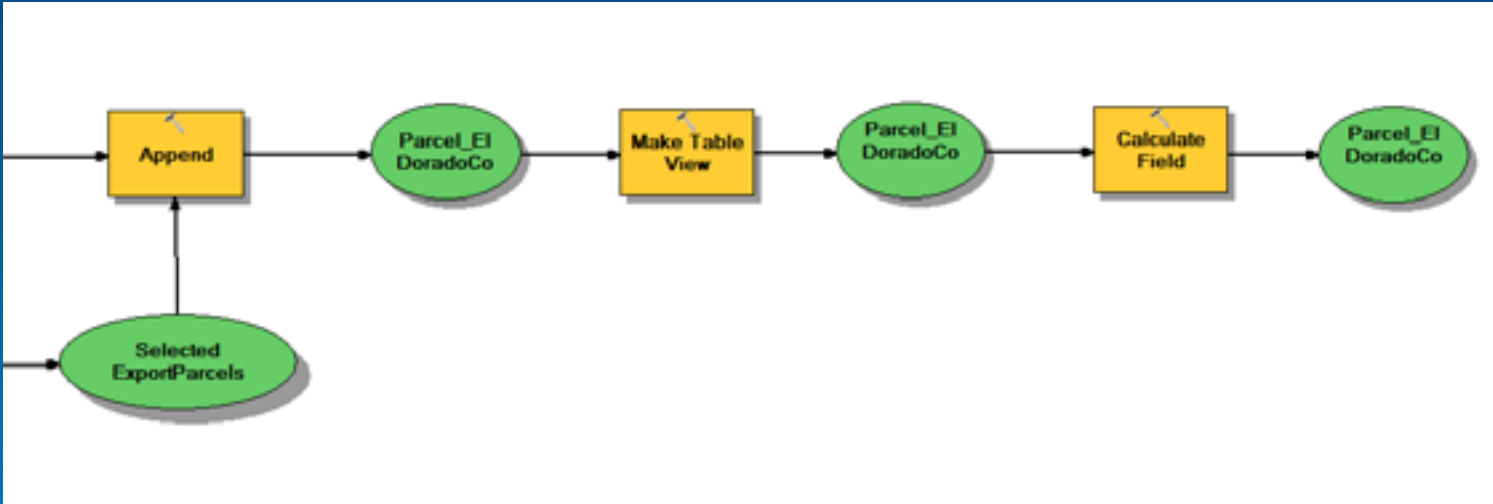 Append
Parcel_El
DoradoCo
Make Table
View
Parcel_El
DoradoCo
Calculate
Field
Parcel_El
DoradoCo
Selected
ExportParcels